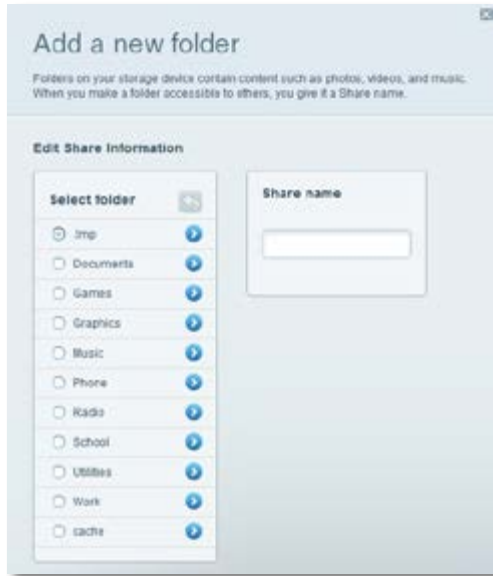 Add a new folder
Folders on your storage device contain content such as photos, videos, and music.
When you make a folder accessible to others, you give it a Share name.
Edit Share Information
Select folder
.tmp
Documents
Games
Graphics
Music
Phone
Radio
School
Utilities
Work
cache
Share name